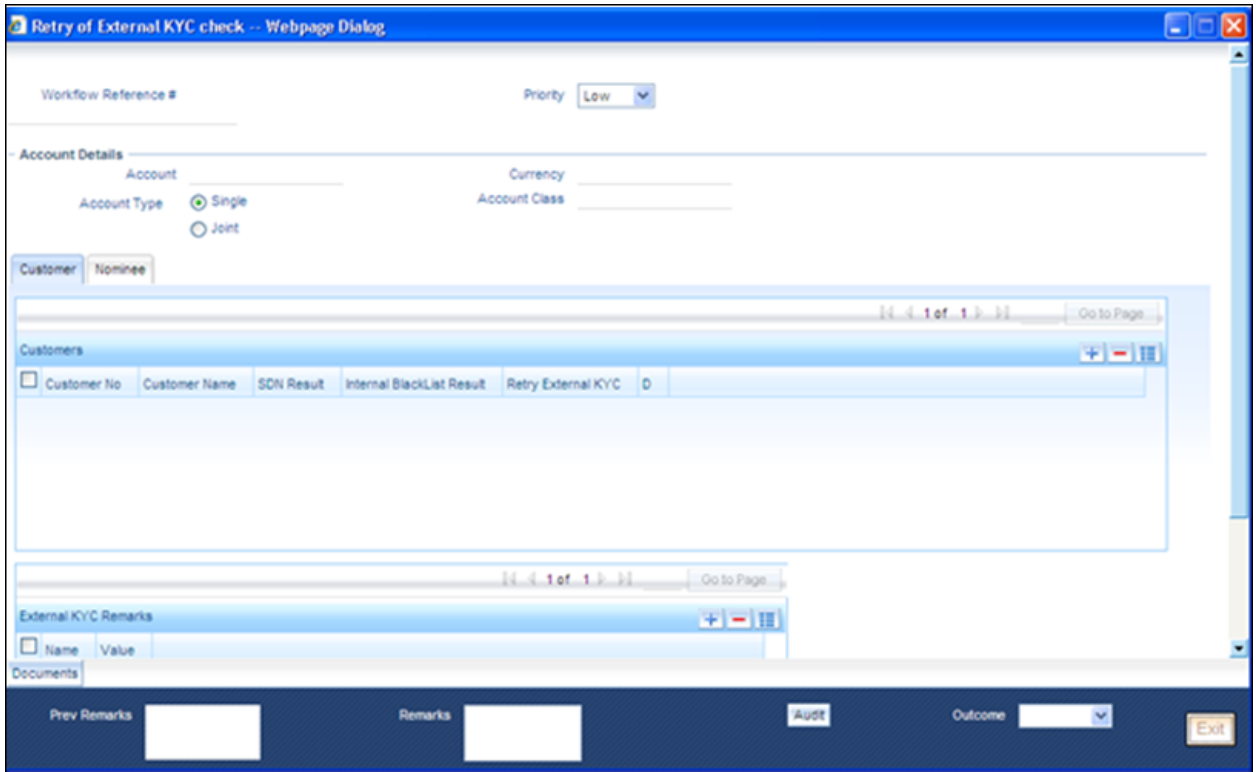 Retry of External KYC check -- Webpage Dialog
Workflow Reference # Priority Low
Account Details
Account Currency
Account Type Single Account Class
Joint
Customer Nominee
1 of 1 Go to Page
Customers
Customer No Customer Name SDN Result Internal BlackList Result Retry External KYC D
1 of 1 Go to Page
External KYC Remarks
Name Value
Documents
Prev Remarks Remarks Audit Outcome Exit